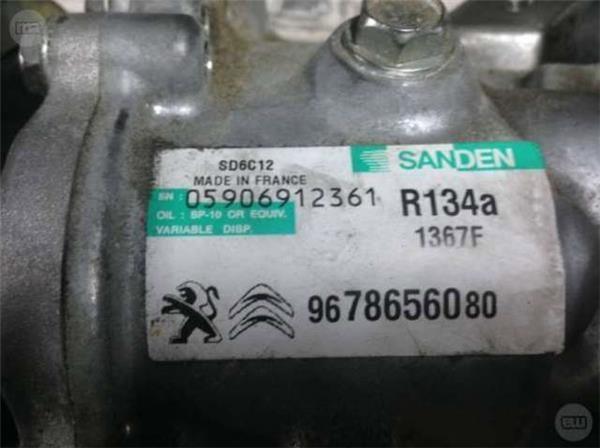 SD6C12
MADE IN FRANCE
SANDEN
SN: 05906912361
R134a
OIL : SP-10 OR EQUIV.
1367F
VARIABLE DISP.
9678656080